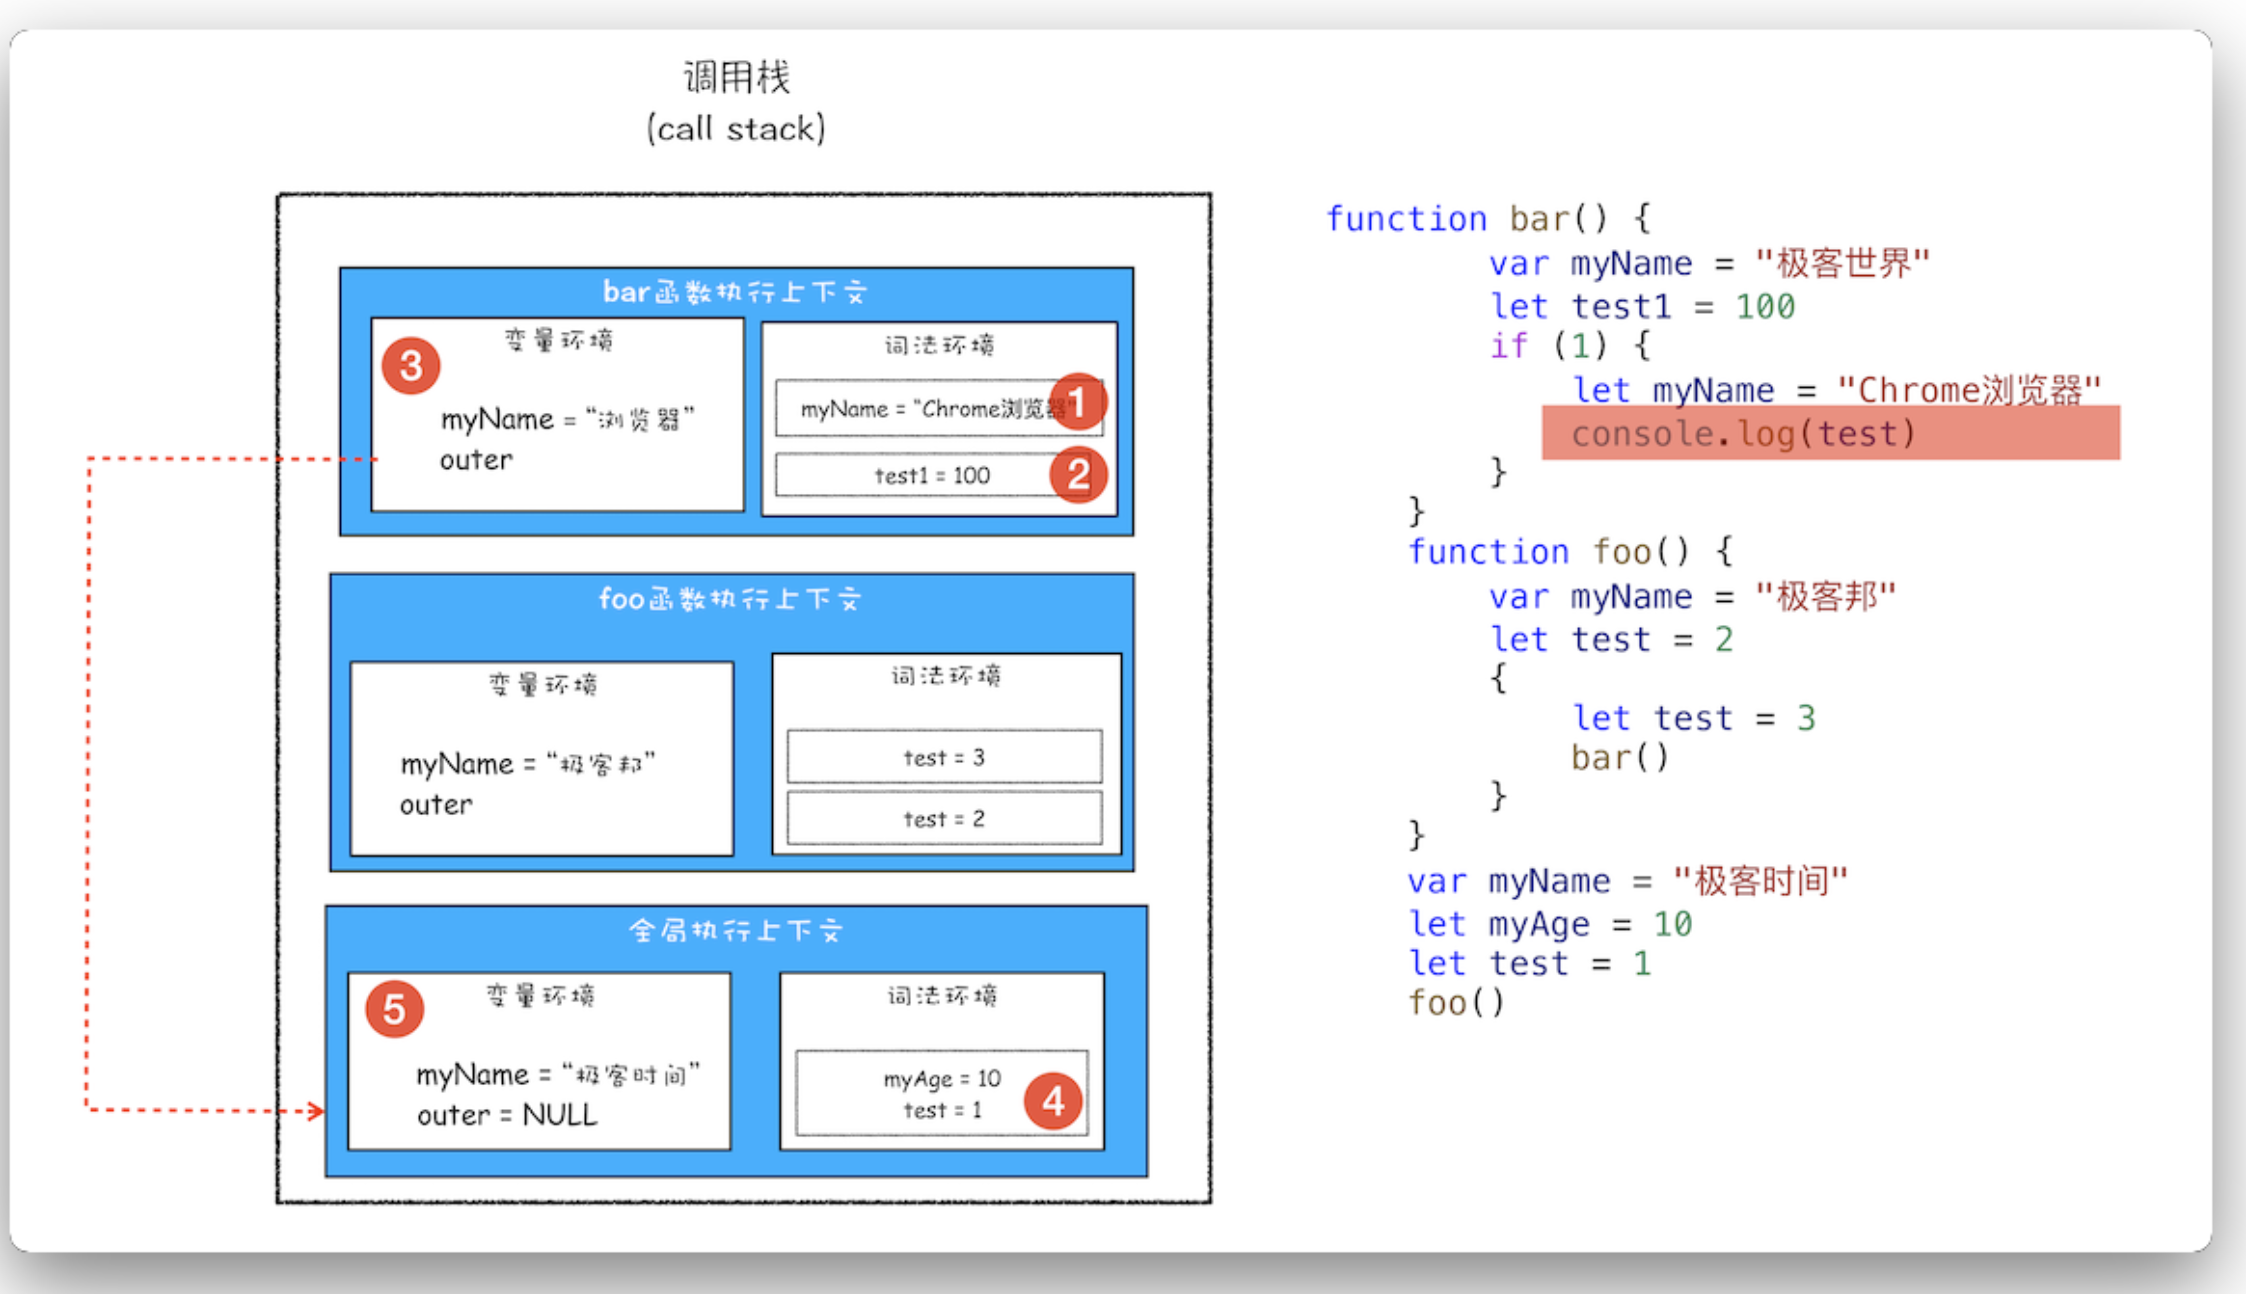 调用栈
(call stack)
bar函数执行上下文
变量环境
3
myName = “浏览器”
outer
词法环境
myName = “Chrome浏览器”
1
test1 = 100
2
foo函数执行上下文
变量环境
myName = “极客邦”
outer
词法环境
test = 3
test = 2
全局执行上下文
5
变量环境
myName = “极客时间”
outer = NULL
词法环境
myAge = 10
test = 1
4
function bar() {
var myName = "极客世界"
let test1 = 100
if (1) {
let myName = "Chrome浏览器"
console.log(test)
}
}
function foo() {
var myName = "极客邦"
let test = 2
{
let test = 3
bar()
}
}
var myName = "极客时间"
let myAge = 10
let test = 1
foo()